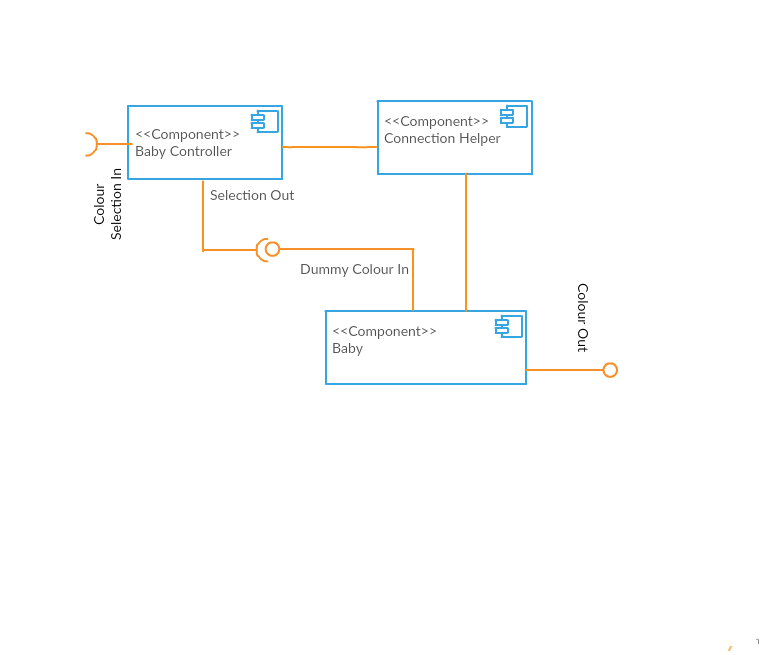 <<Component>>
Baby Controller
<<Component>>
Connection Helper
Colour
Selection In
Selection Out
Dummy Colour In
Colour Out
<<Component>>
Baby